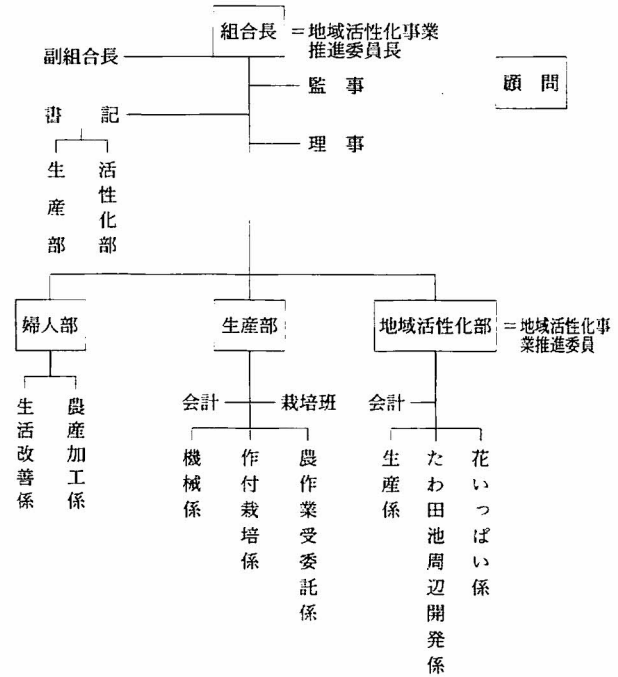 組合長 =地域活性化事業
推進委員長
副組合長
監事
顧問
書記
理事
生産部
活性化部
婦人部
生産部
地域活性化部 =地域活性化事
業推進委員
生活改善係
農産加工係
会計
栽培班
機械係
作付栽培係
農作業受委託係
会計
生産係
たわ田池周辺開発係
花いっぱい係